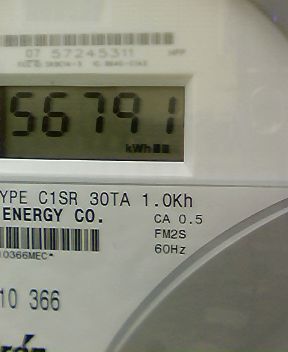 07 57245311
56791
kWh
YPE C1SR 30TA 1.0Kh
ENERGY CO.
CA 0.5
FM2S
60Hz
10366MEC*
10 366